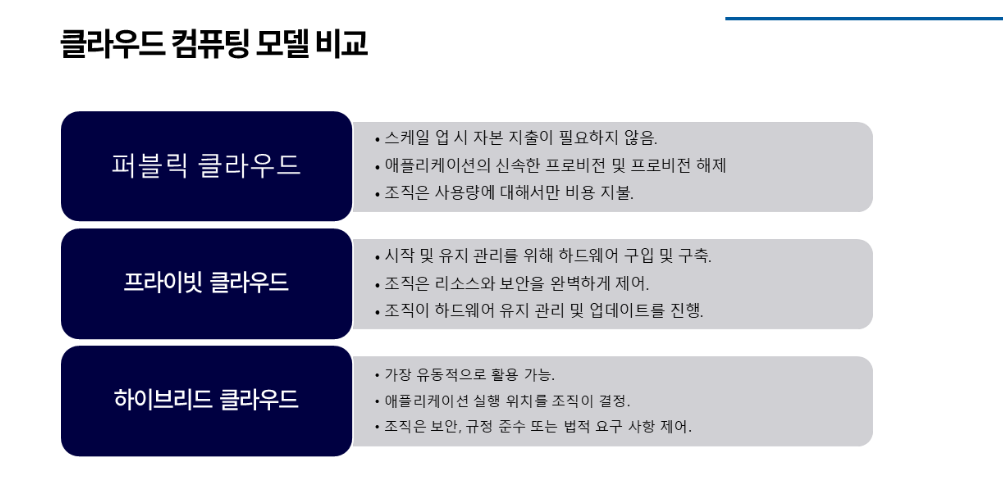 클라우드 컴퓨팅 모델 비교
퍼블릭 클라우드
• 스케일 업 시 자본 지출이 필요하지 않음.
• 애플리케이션의 신속한 프로비전 및 프로비전 해제
• 조직은 사용량에 대해서만 비용 지불.
프라이빗 클라우드
• 시작 및 유지 관리를 위해 하드웨어 구입 및 구축.
• 조직은 리소스와 보안을 완벽하게 제어.
• 조직이 하드웨어 유지 관리 및 업데이트를 진행.
하이브리드 클라우드
• 가장 유동적으로 활용 가능.
• 애플리케이션 실행 위치를 조직이 결정.
• 조직은 보안, 규정 준수 또는 법적 요구 사항 제어.